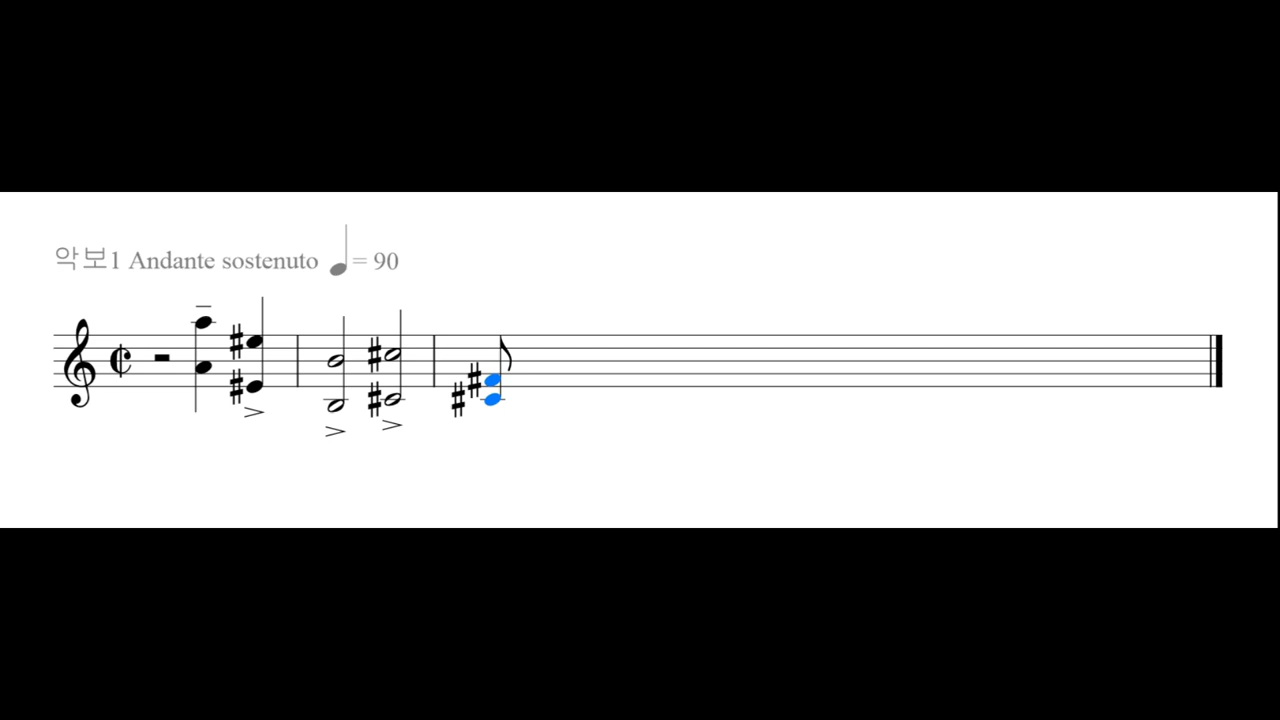 악보1 Andante sostenuto ♩= 90